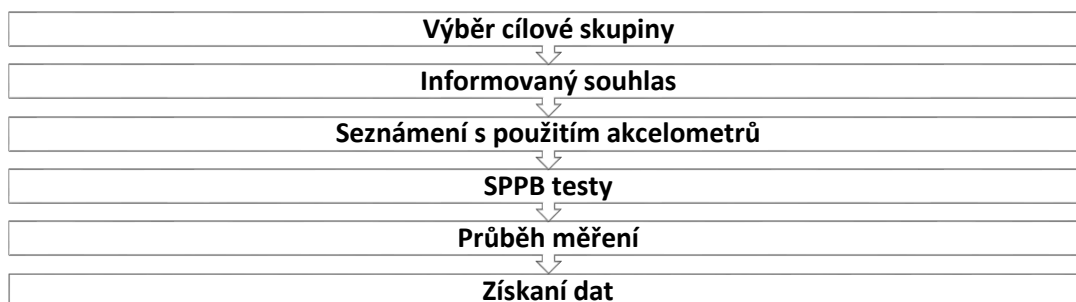 Výběr cílové skupiny
Informovaný souhlas
Seznámení s použitím akcelometrů
SPPB testy
Průběh měření
Získaní dat